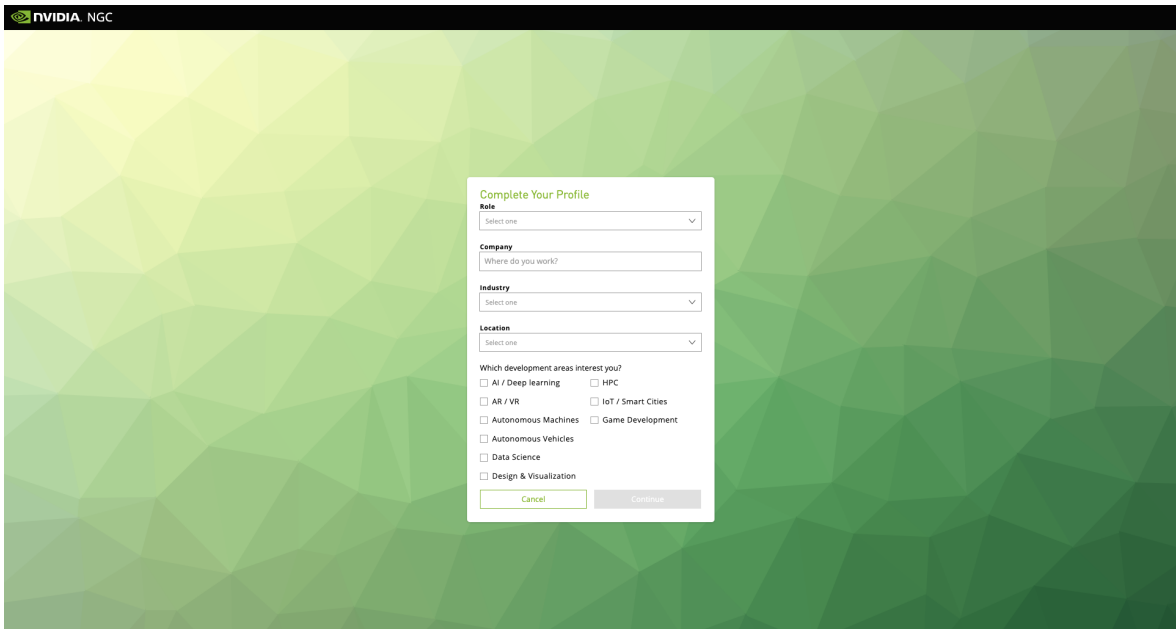 NVIDIA. NGC
Complete Your Profile
Role
Select one
Company
Where do you work?
Industry
Select one
Location
Select one
Which development areas interest you?
AI / Deep learning HPC
AR / VR IoT / Smart Cities
Autonomous Machines Game Development
Autonomous Vehicles
Data Science
Design & Visualization
Cancel Continue